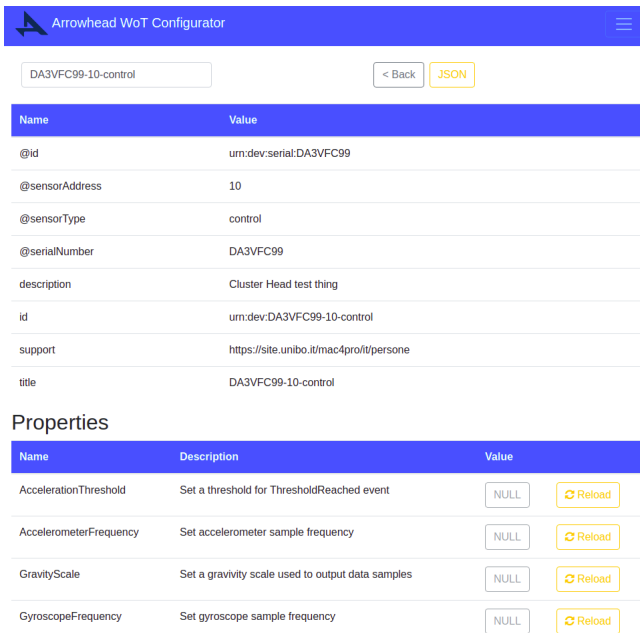 Arrowhead WoT Configurator
DA3VFC99-10-control < Back JSON
Name Value
@id urn:dev:serial:DA3VFC99
@sensorAddress 10
@sensorType control
@serialNumber DA3VFC99
description Cluster Head test thing
id urn:dev:DA3VFC99-10-control
support https://site.unibo.it/mac4pro/it/persone
title DA3VFC99-10-control
Properties
Name Description Value
AccelerationThreshold Set a threshold for ThresholdReached event NULL Reload
AccelerometerFrequency Set accelerometer sample frequency NULL Reload
GravityScale Set a gravivity scale used to output data samples NULL Reload
GyroscopeFrequency Set gyroscope sample frequency NULL Reload